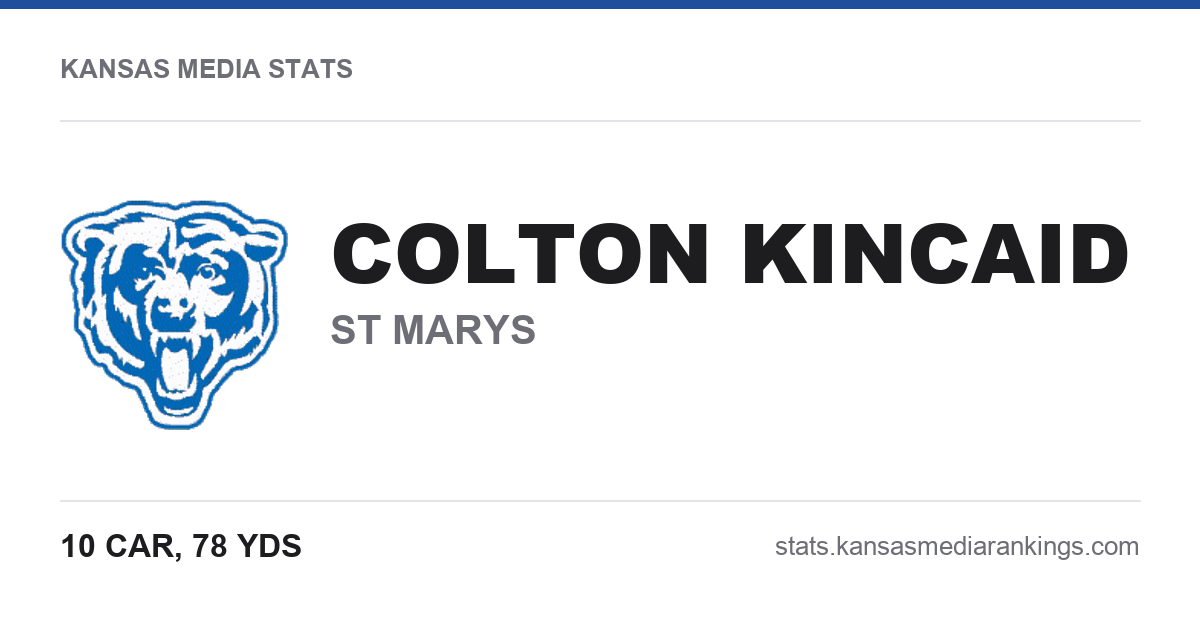 KANSAS MEDIA STATS
COLTON KINCAID
ST MARYS
10 CAR, 78 YDS
stats.kansasmediarankings.com